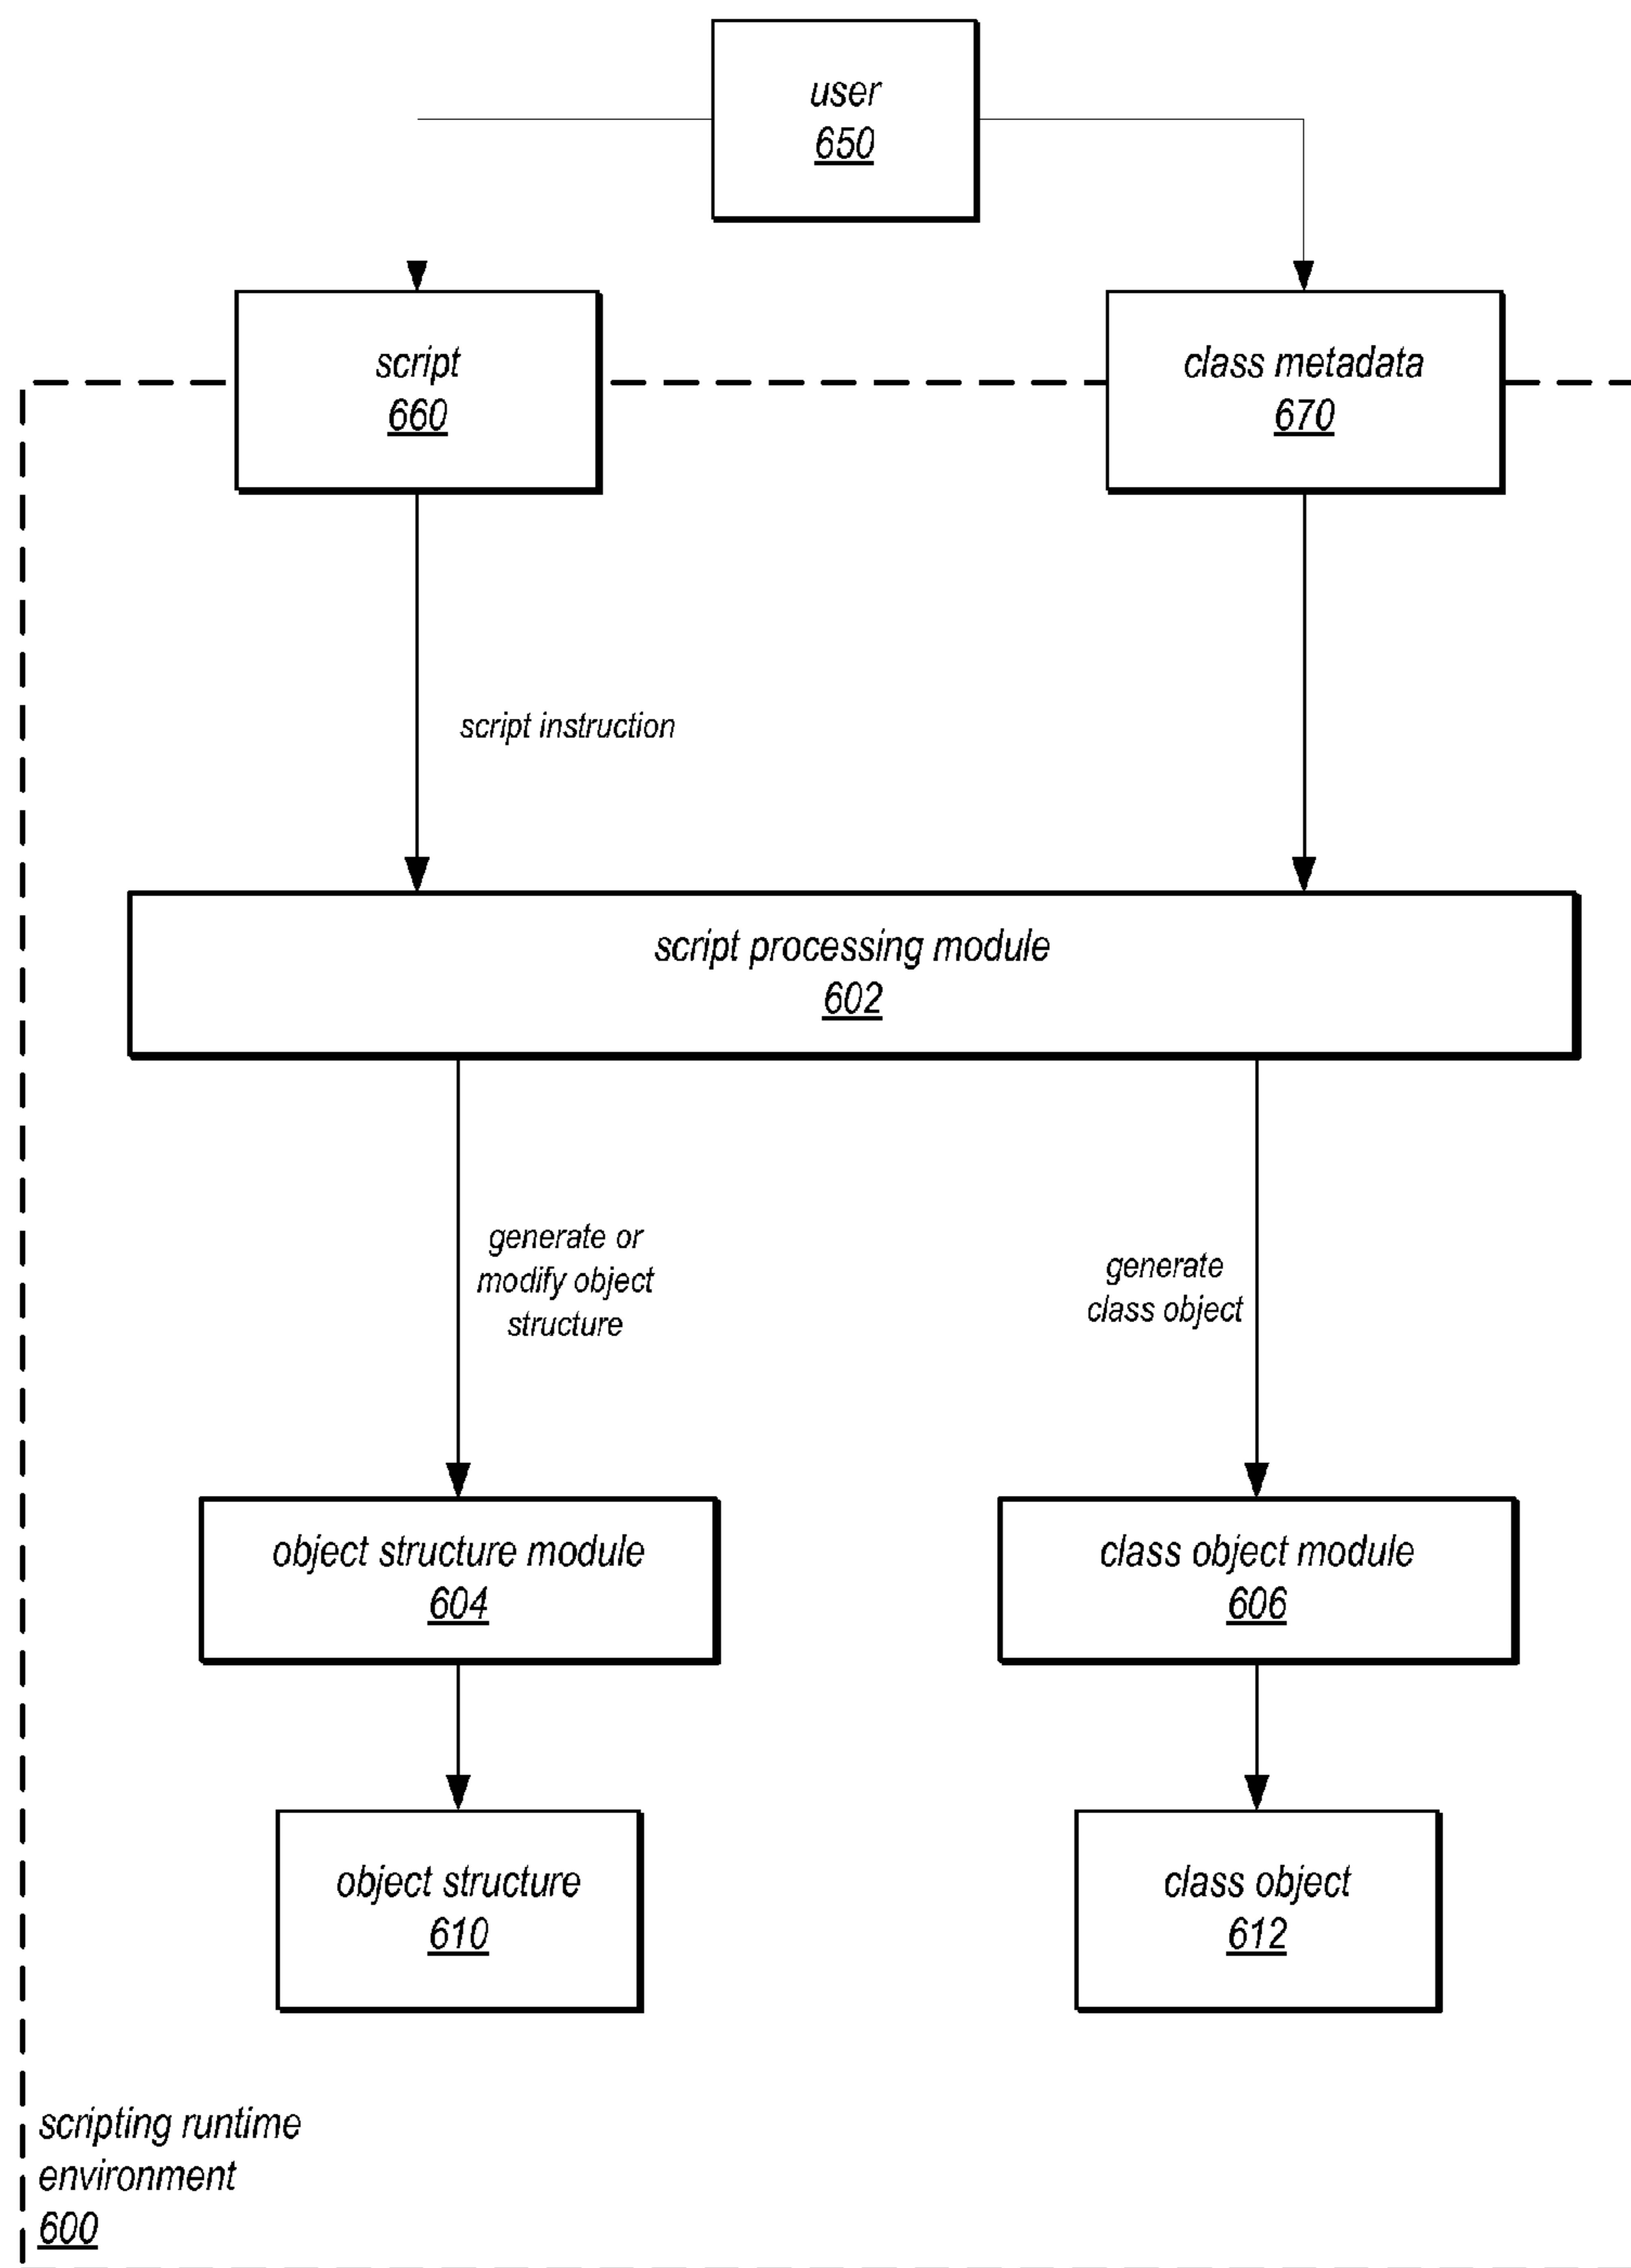 user
650
script
660
class metadata
670
script instruction
script processing module
602
generate or
modify object
structure
generate
class object
object structure module
604
class object module
606
object structure
610
class object
612
scripting runtime
environment
600